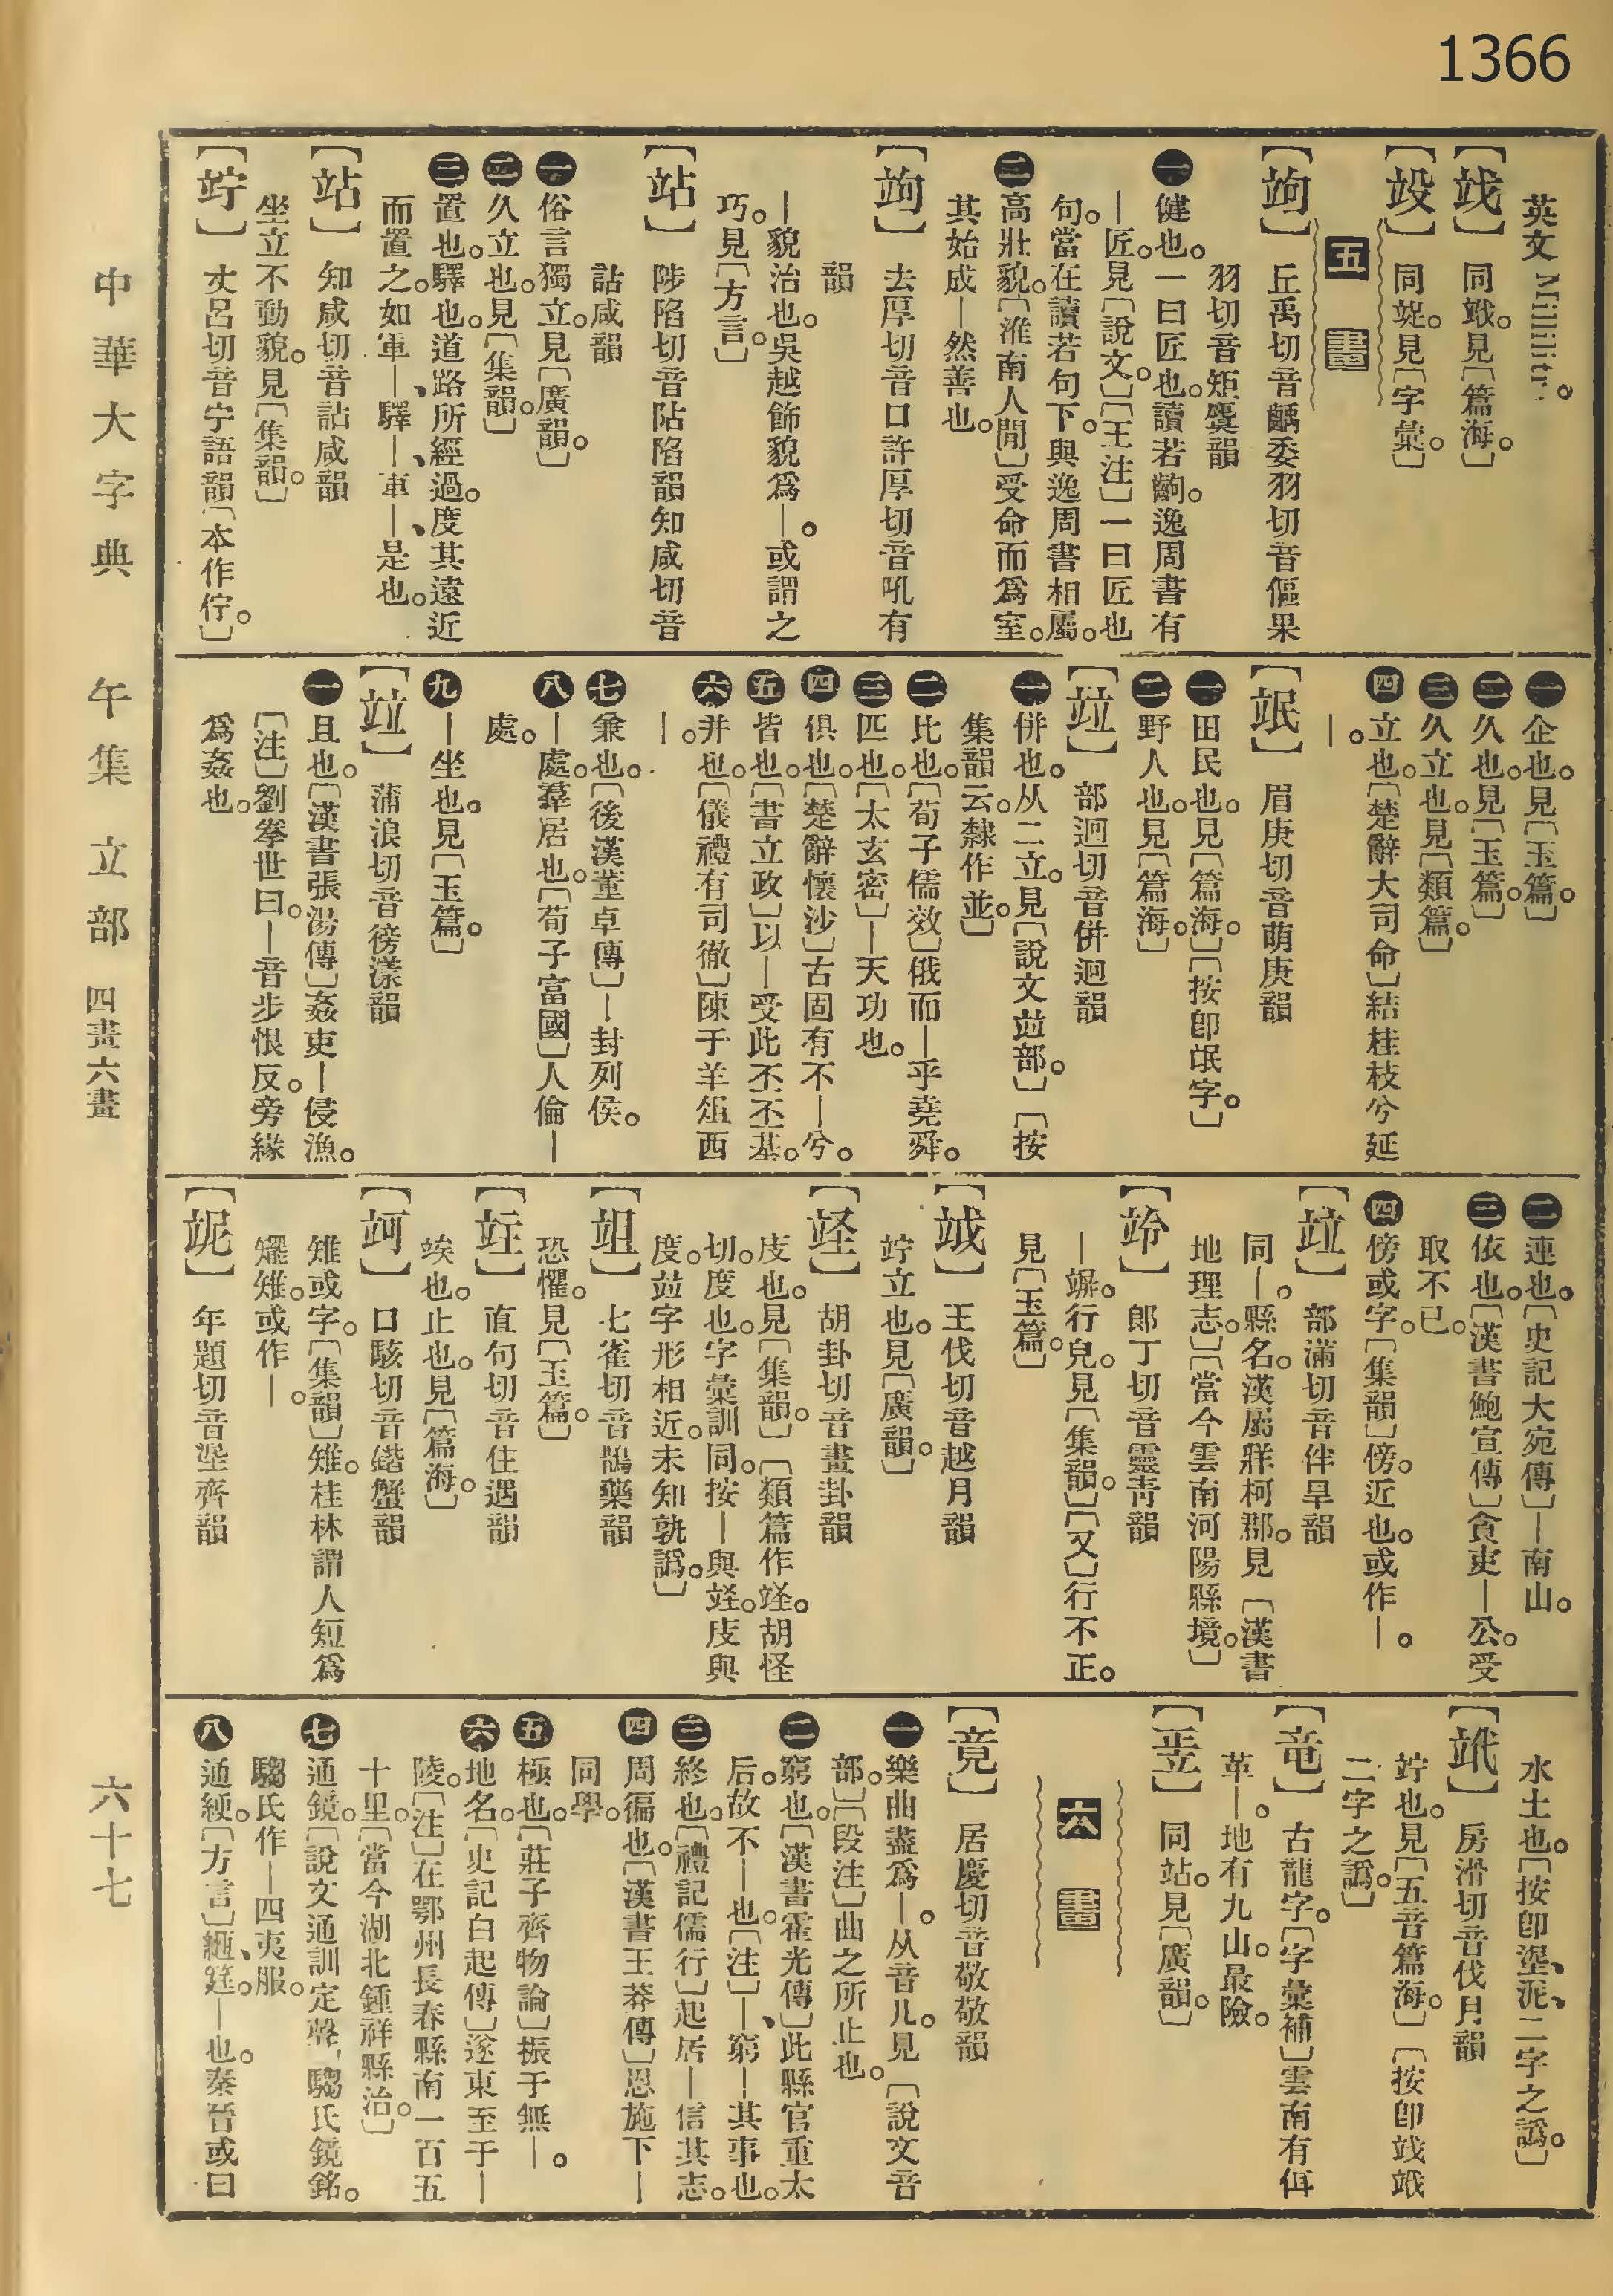 1366
英文Millilitr.。
【㚇】同竢。見〔篇海。〕
【𥩲】同竨。見〔字彙。〕
五畫
【竘】丘禹切音齲委羽切音傴果
羽切音矩麌韻
㊀健也。一曰匠也。讀若齲。逸周書有
｜匠。見〔說文。〕〔王注〕一曰匠也
句。當在讀若句下。與逸周書相屬。
㊁高壯貌。〔淮南人閒〕受命而爲室。
其始成｜然善也。
【竘】去厚切音口許厚切音吼有
韻
｜貌治也。吳越飾貌爲｜。或謂之
巧。見〔方言。〕
【站】陟陷切音𩈃陷韻知咸切音
詀咸韻
㊀俗言獨立。見〔廣韻。〕
㊁久立也。見〔集韻。〕
㊂置也。驛也。道路所經過。度其遠近
而置之。如軍｜、驛｜、車｜、是也。
【站】知咸切音詀咸韻
坐立不動貌。見〔集韻。〕
【竚】丈呂切音宁語韻〔本作佇。〕
㊀企也。見〔玉篇。〕
㊁久也。見〔玉篇。〕
㊂久立也。見〔類篇。〕
㊃立也。〔楚辭大司命〕結桂枝兮延
｜。
【𥩾】眉庚切音萌庚韻
㊀田民也。見〔篇海。〕〔按卽氓字。〕
㊁野人也。見〔篇海。〕
【竝】部迥切音併迥韻
㊀併也。从二立。見〔說文竝部。〕〔按
集韻云。隸作並。〕
㊁比也。〔荀子儒效〕俄而｜乎堯舜。
㊂匹也。〔太玄密〕｜天功也。
㊃俱也。〔楚辭懷沙〕古固有不｜兮。
㊄皆也。〔書立政〕以｜受此丕丕基。
㊅并也。〔儀禮有司徹〕陳于羊俎西
｜。
㊆兼也。〔後漢董卓傳〕｜封列侯。
㊇｜處。羣居也。〔荀子富國〕人倫｜
處。
㊈｜坐也。見〔玉篇。〕
【竝】蒲浪切音徬漾韻
㊀且也。〔漢書張湯傳〕姦吏｜侵漁。
〔注〕劉奉世曰。｜音步恨反。旁緣
爲姦也。
㊁連也。〔史記大宛傳〕｜南山。
㊂依也。〔漢書鮑宣傳〕貪吏｜公。受
取不已。
㊃傍或字。〔集韻〕傍。近也。或作｜。
【竝】部滿切音伴旱韻
同｜。縣名。漢屬牂柯郡。見〔漢書
地理志。〕〔當今雲南河陽縣境。〕
【竛】郎丁切音靈青韻
｜竮。行皃。見〔集韻。〕〔又〕行不正。
見〔玉篇。〕
【𥩺】王伐切音越月韻
竚立也。見〔廣韻。〕
【𥪅】胡卦切音畫卦韻
庋也。見〔集韻。〕〔類篇作𥪅。胡怪
切。度也。字彙訓同。按｜與𥪅。庋與
度。竝字形相近。未知孰譌。〕
【䇃】七雀切音鵲藥韻
恐懼。見〔玉篇。〕
【𥩣】直句切音住遇韻
竢也。止也。見〔篇海。〕
【𥩹】口駭切音鍇蟹韻
雉或字。〔集韻〕雉。桂林謂人短爲
𥏪雉。或作｜。
【𥩵】年題切音埿齊韻
水土也。〔按卽埿、泥、二字之譌。〕
【𥩱】房滑切音伐月韻
竚也。見〔五音篇海。〕〔按卽㚇竢
二字之譌。〕
【竜】古龍字。〔字彙補〕雲南有佴
革｜。地有九山。最險。
【𥩻】同站。見〔廣韻。〕
六畫
【竟】居慶切音敬敬韻
㊀樂曲盡爲｜。从音儿。見〔說文音
部。〕〔段注〕曲之所止也。
㊁窮也。〔漢書霍光傳〕此縣官重太
后。故不｜也。〔注〕｜、窮｜其事也。
㊂終也。〔禮記儒行〕起居｜信其志。
㊃周徧也。〔漢書王莽傳〕恩施下｜
同學。
㊄極也。〔莊子齊物論〕振于無｜。
㊅地名。〔史記白起傳〕遂東至于｜
陵。〔注〕在鄂州長春縣南一百五
十里。〔當今湖北鍾祥縣治。〕
㊆通鏡。〔說文通訓定聲〕騶氏鏡銘。
騶氏作｜四夷服。
㊇通綆。〔方言〕緪、筳。｜也。秦晉或曰
中華大字典 午集 立部 四畫六畫 六十七